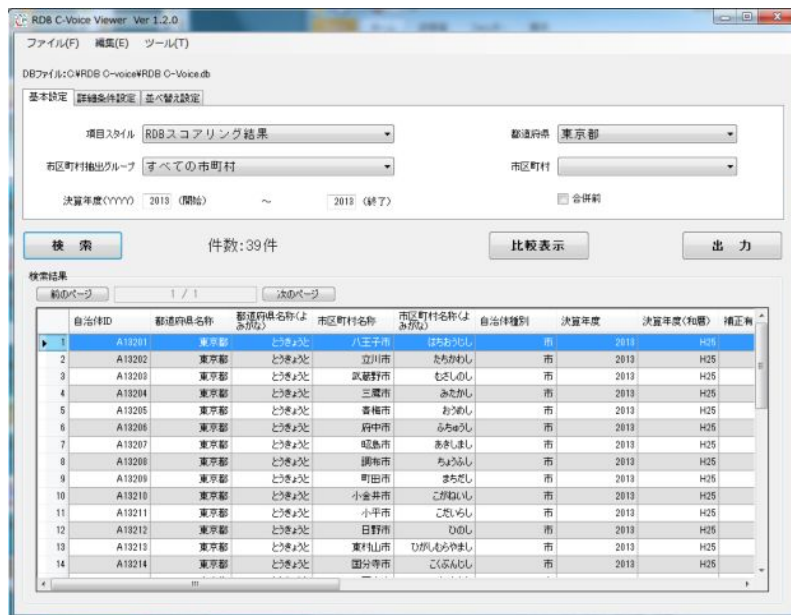 RDB C-Voice Viewer Ver 1.2.0
ファイル(F) 編集(E) ツール(T)
DBファイル:C:¥RDB C-voice¥RDB C-Voice.db
基本設定 詳細条件設定 並べ替え設定
項目スタイル RDBスコアリング結果 都道府県 東京都
市区町村抽出グループ すべての市町村 市区町村
決算年度(YYYY) 2013 (開始) ～ 2013 (終了) 合併前
検 索 件数:39件 比較表示 出 力
検索結果
前のページ 1 / 1 次のページ
自治体ID 都道府県名称 都道府県名称(よみがな) 市区町村名称 市区町村名称(よみがな) 自治体種別 決算年度 決算年度(和暦) 補正有
1 A13201 東京都 とうきょうと 八王子市 はちおうじし 市 2013 H25
2 A13202 東京都 とうきょうと 立川市 たちかわし 市 2013 H25
3 A13203 東京都 とうきょうと 武蔵野市 むさしのし 市 2013 H25
4 A13204 東京都 とうきょうと 三鷹市 みたかし 市 2013 H25
5 A13205 東京都 とうきょうと 青梅市 おうめし 市 2013 H25
6 A13206 東京都 とうきょうと 府中市 ふちゅうし 市 2013 H25
7 A13207 東京都 とうきょうと 昭島市 あきしまし 市 2013 H25
8 A13208 東京都 とうきょうと 調布市 ちょうふし 市 2013 H25
9 A13209 東京都 とうきょうと 町田市 まちだし 市 2013 H25
10 A13210 東京都 とうきょうと 小金井市 こがねいし 市 2013 H25
11 A13211 東京都 とうきょうと 小平市 こだいらし 市 2013 H25
12 A13212 東京都 とうきょうと 日野市 ひのし 市 2013 H25
13 A13213 東京都 とうきょうと 東村山市 ひがしむらやまし 市 2013 H25
14 A13214 東京都 とうきょうと 国分寺市 こくぶんじし 市 2013 H25